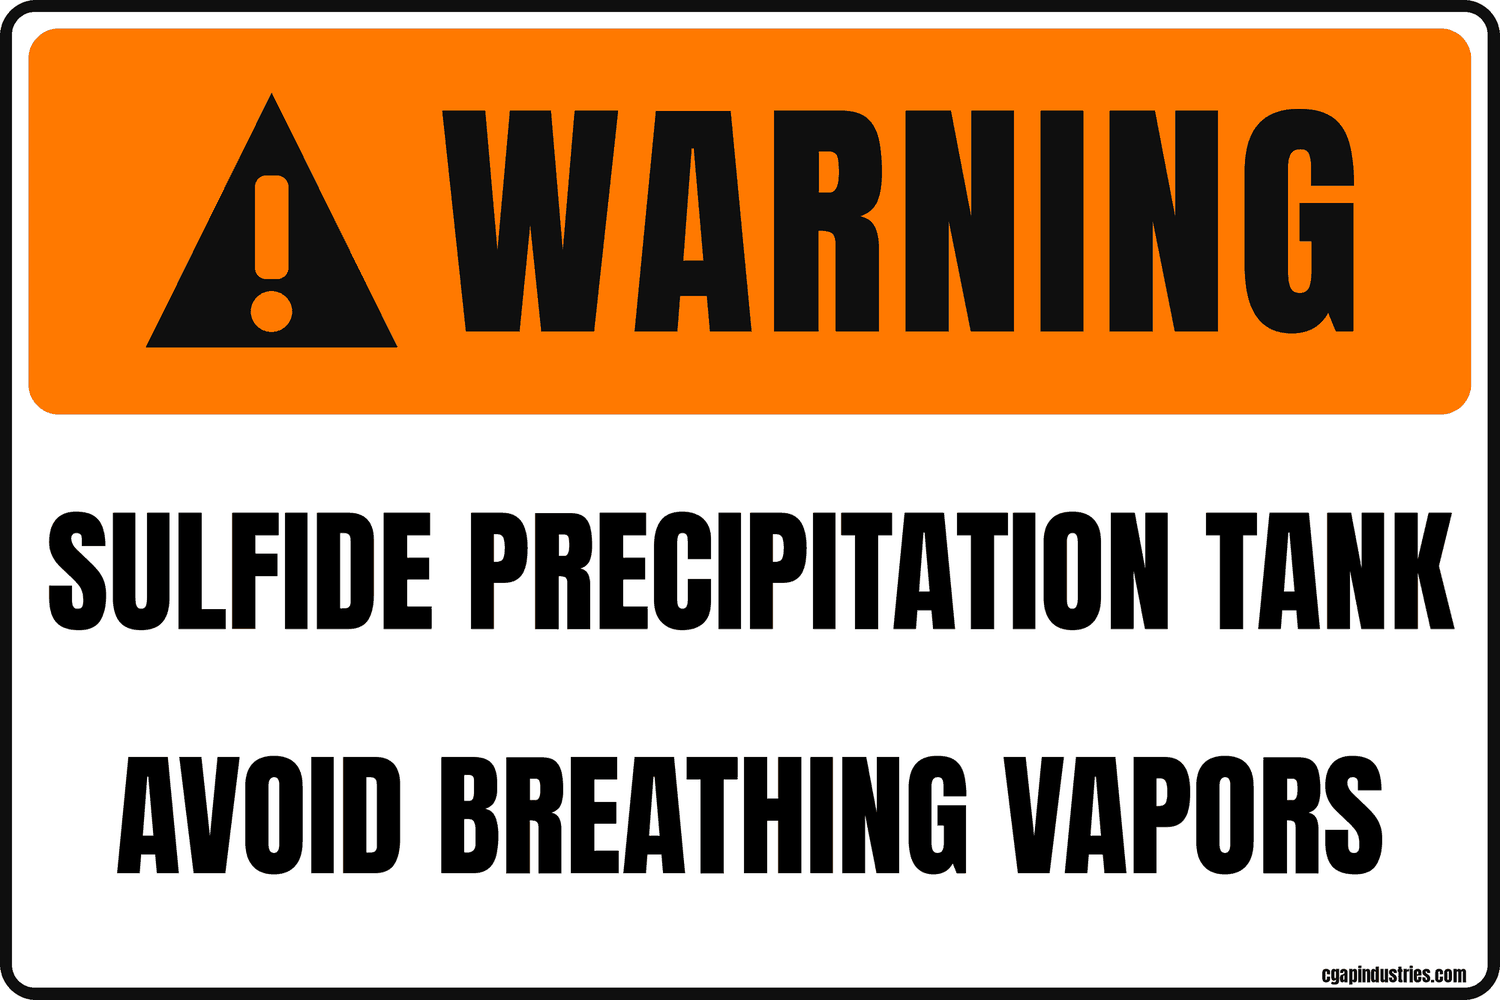 WARNING
SULFIDE PRECIPITATION TANK
AVOID BREATHING VAPORS
cgapindustries.com